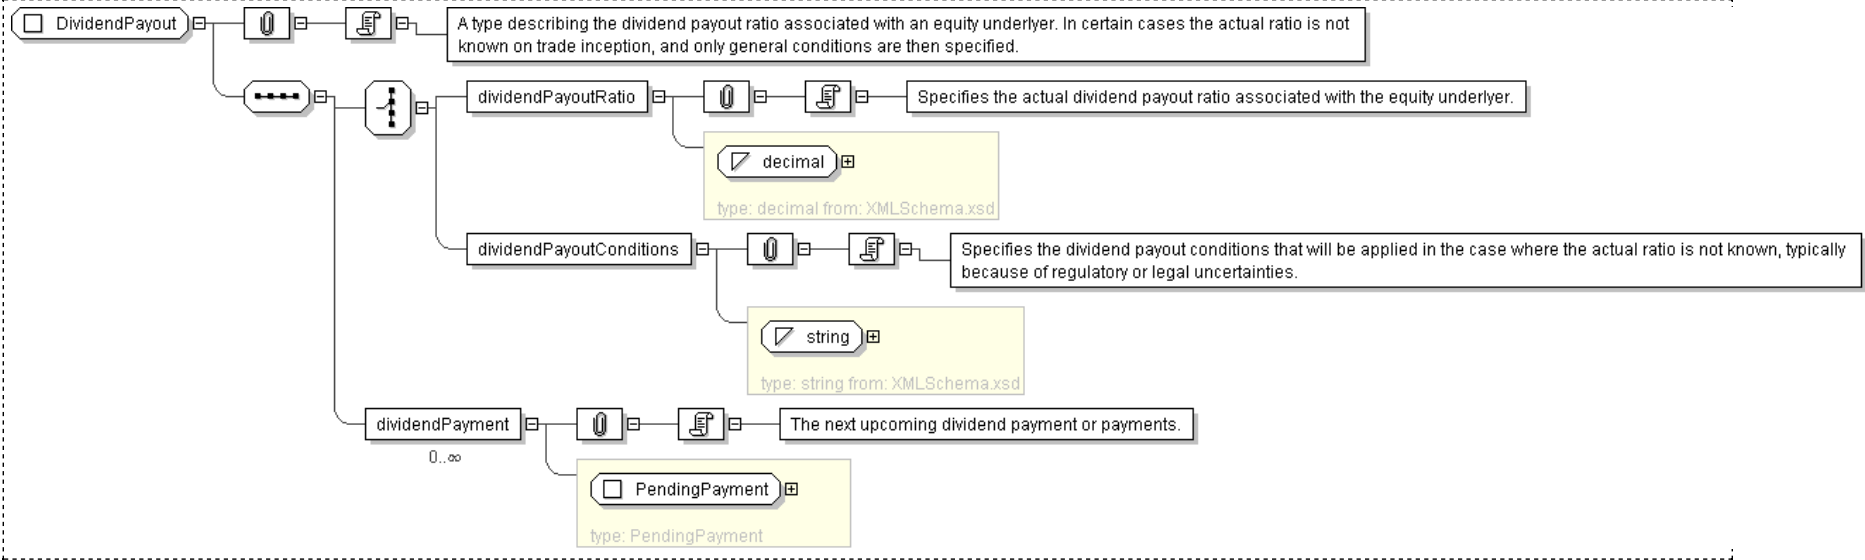 DividendPayout
A type describing the dividend payout ratio associated with an equity underlyer. In certain cases the actual ratio is not
known on trade inception, and only general conditions are then specified.
dividendPayoutRatio
Specifies the actual dividend payout ratio associated with the equity underlyer.
decimal
type: decimal from: XMLSchema.xsd
dividendPayoutConditions
Specifies the dividend payout conditions that will be applied in the case where the actual ratio is not known, typically
because of regulatory or legal uncertainties.
string
type: string from: XMLSchema.xsd
dividendPayment
The next upcoming dividend payment or payments.
0..∞
PendingPayment
type: PendingPayment